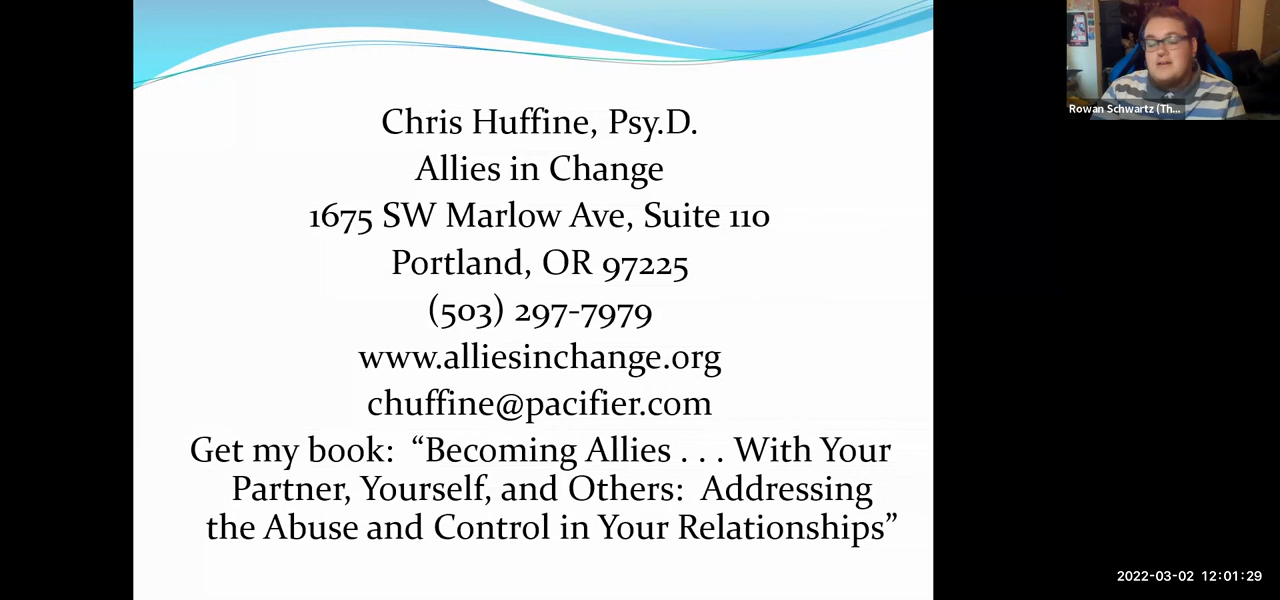 Chris Huffine, Psy.D.
Allies in Change
1675 SW Marlow Ave, Suite 110
Portland, OR 97225
(503) 297-7979
www.alliesinchange.org
chuffine@pacifier.com
Get my book:  “Becoming Allies . . . With Your
Partner, Yourself, and Others:  Addressing
the Abuse and Control in Your Relationships”
Rowan Schwartz (Th...
2022-03-02 12:01:29